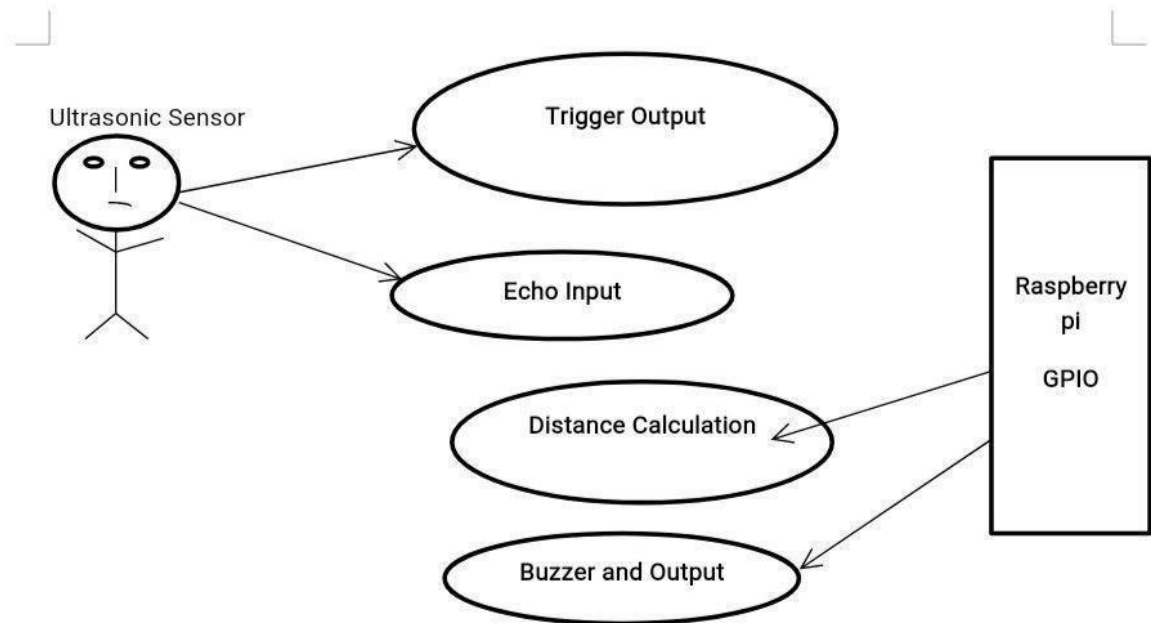 Ultrasonic Sensor
Trigger Output
Echo Input
Distance Calculation
Buzzer and Output
Raspberry
pi
GPIO